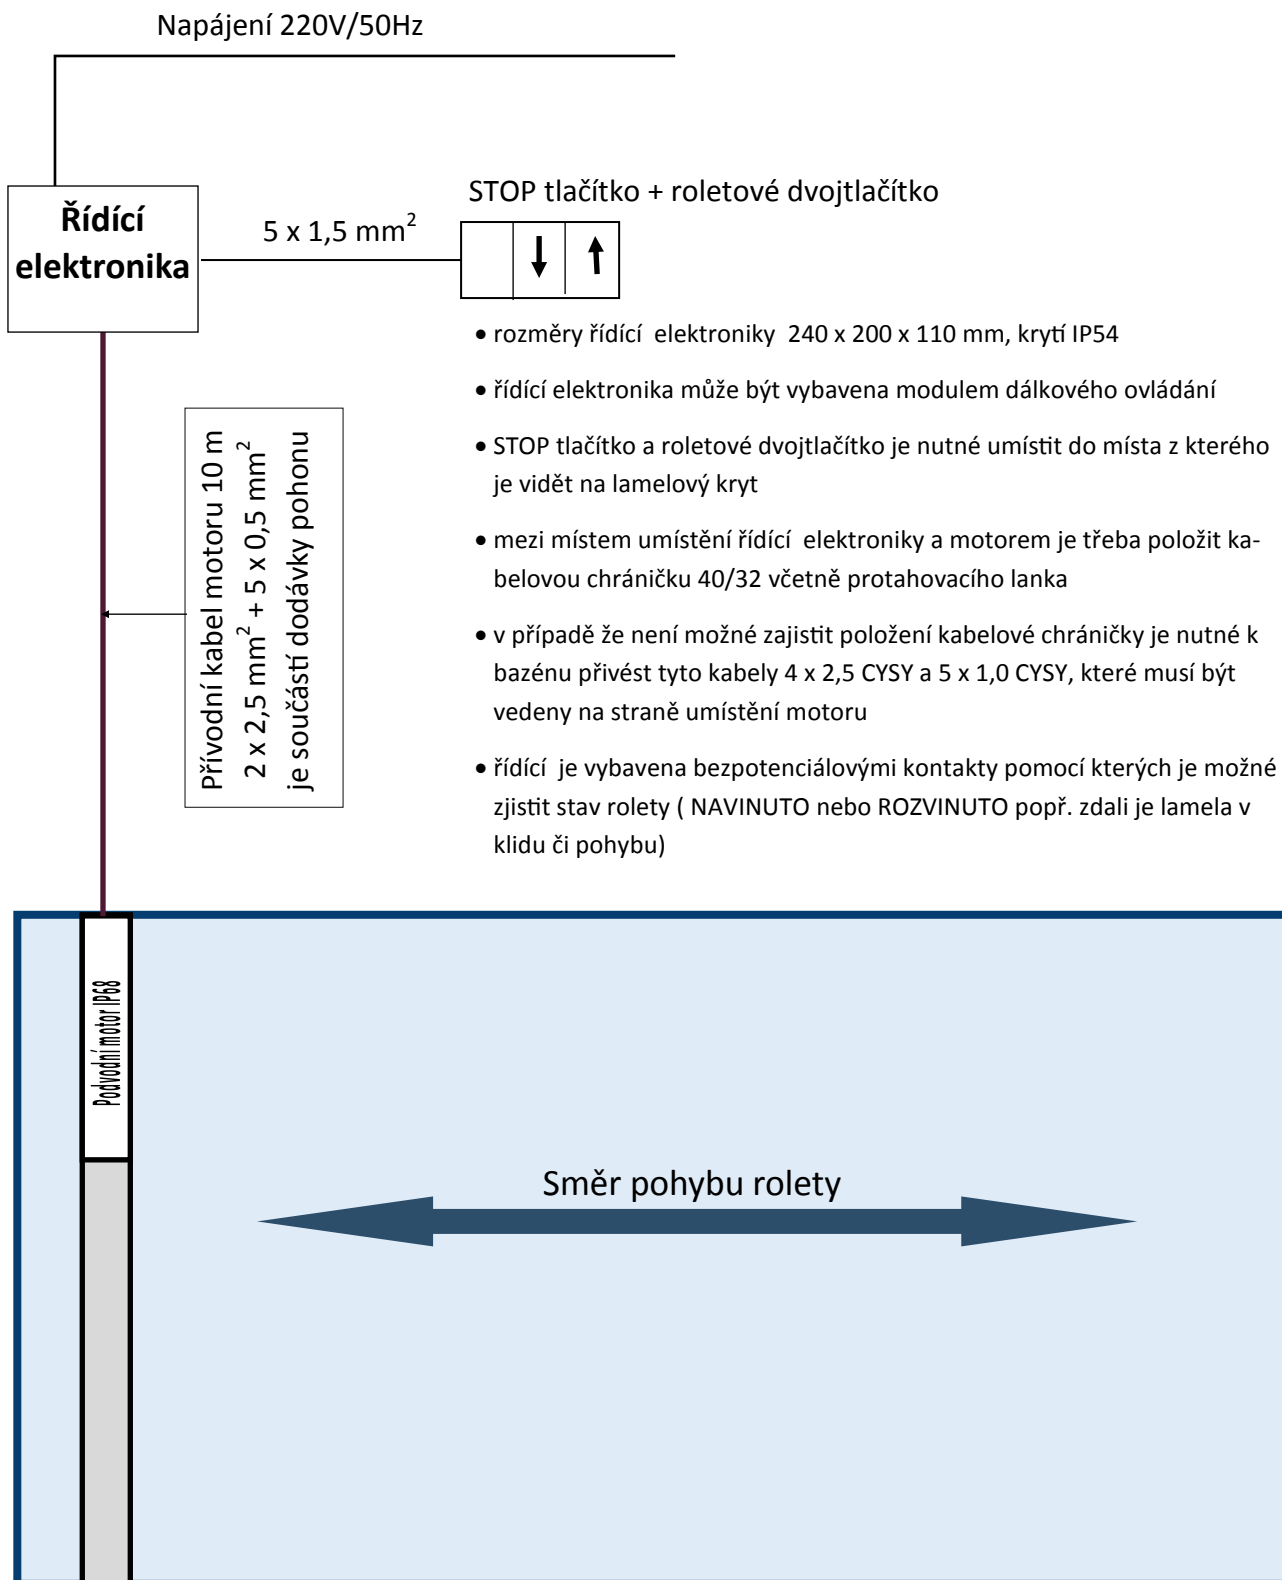 Napájení 220V/50Hz
Řídící
elektronika
5 x 1,5 mm²
STOP tlačítko + roletové dvojtlačítko
• rozměry řídící  elektroniky  240 x 200 x 110 mm, krytí IP54
• řídící elektronika může být vybavena modulem dálkového ovládání
• STOP tlačítko a roletové dvojtlačítko je nutné umístit do místa z kterého
je vidět na lamelový kryt
• mezi místem umístění řídící  elektroniky a motorem je třeba položit ka-
belovou chráničku 40/32 včetně protahovacího lanka
• v případě že není možné zajistit položení kabelové chráničky je nutné k
bazénu přivést tyto kabely 4 x 2,5 CYSY a 5 x 1,0 CYSY, které musí být
vedeny na straně umístění motoru
• řídící  je vybavena bezpotenciálovými kontakty pomocí kterých je možné
zjistit stav rolety ( NAVINUTO nebo ROZVINUTO popř. zdali je lamela v
klidu či pohybu)
Přívodní kabel motoru 10 m
2 x 2,5 mm² + 5 x 0,5 mm²
je součástí dodávky pohonu
Podvodní motor IP68
Směr pohybu rolety